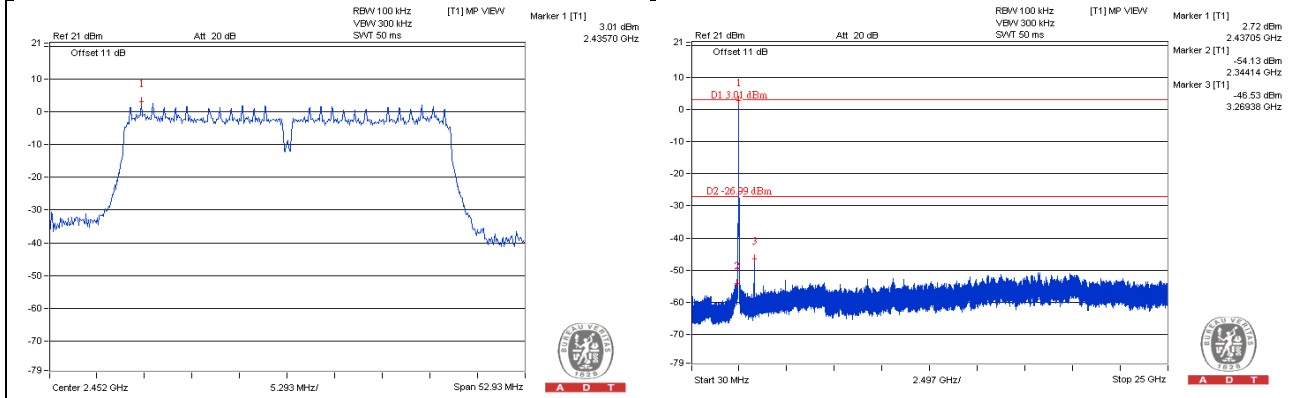 RBW 100 kHz [T1] MP VIEW
VBW 300 kHz
Ref 21 dBm Att 20 dB SWT 50 ms
Marker 1 [T1]
3.01 dBm
2.43570 GHz
21
Offset 11 dB
10
1
0
-10
-20
-30
-40
-50
-60
-70
-79
Center 2.452 GHz 5.293 MHz/ Span 52.93 MHz
BUREAU VERITAS
1828
A D T
RBW 100 kHz [T1] MP VIEW
VBW 300 kHz
Ref 21 dBm Att 20 dB SWT 50 ms
Marker 1 [T1]
2.72 dBm
2.43705 GHz
Marker 2 [T1]
-54.13 dBm
2.34414 GHz
Marker 3 [T1]
-46.53 dBm
3.26938 GHz
21
Offset 11 dB
10
1
D1 3.01 dBm
0
-10
-20
D2 -26.99 dBm
-30
-40
3
-50
2
-60
-70
-79
Start 30 MHz 2.497 GHz/ Stop 25 GHz
BUREAU VERITAS
1828
A D T